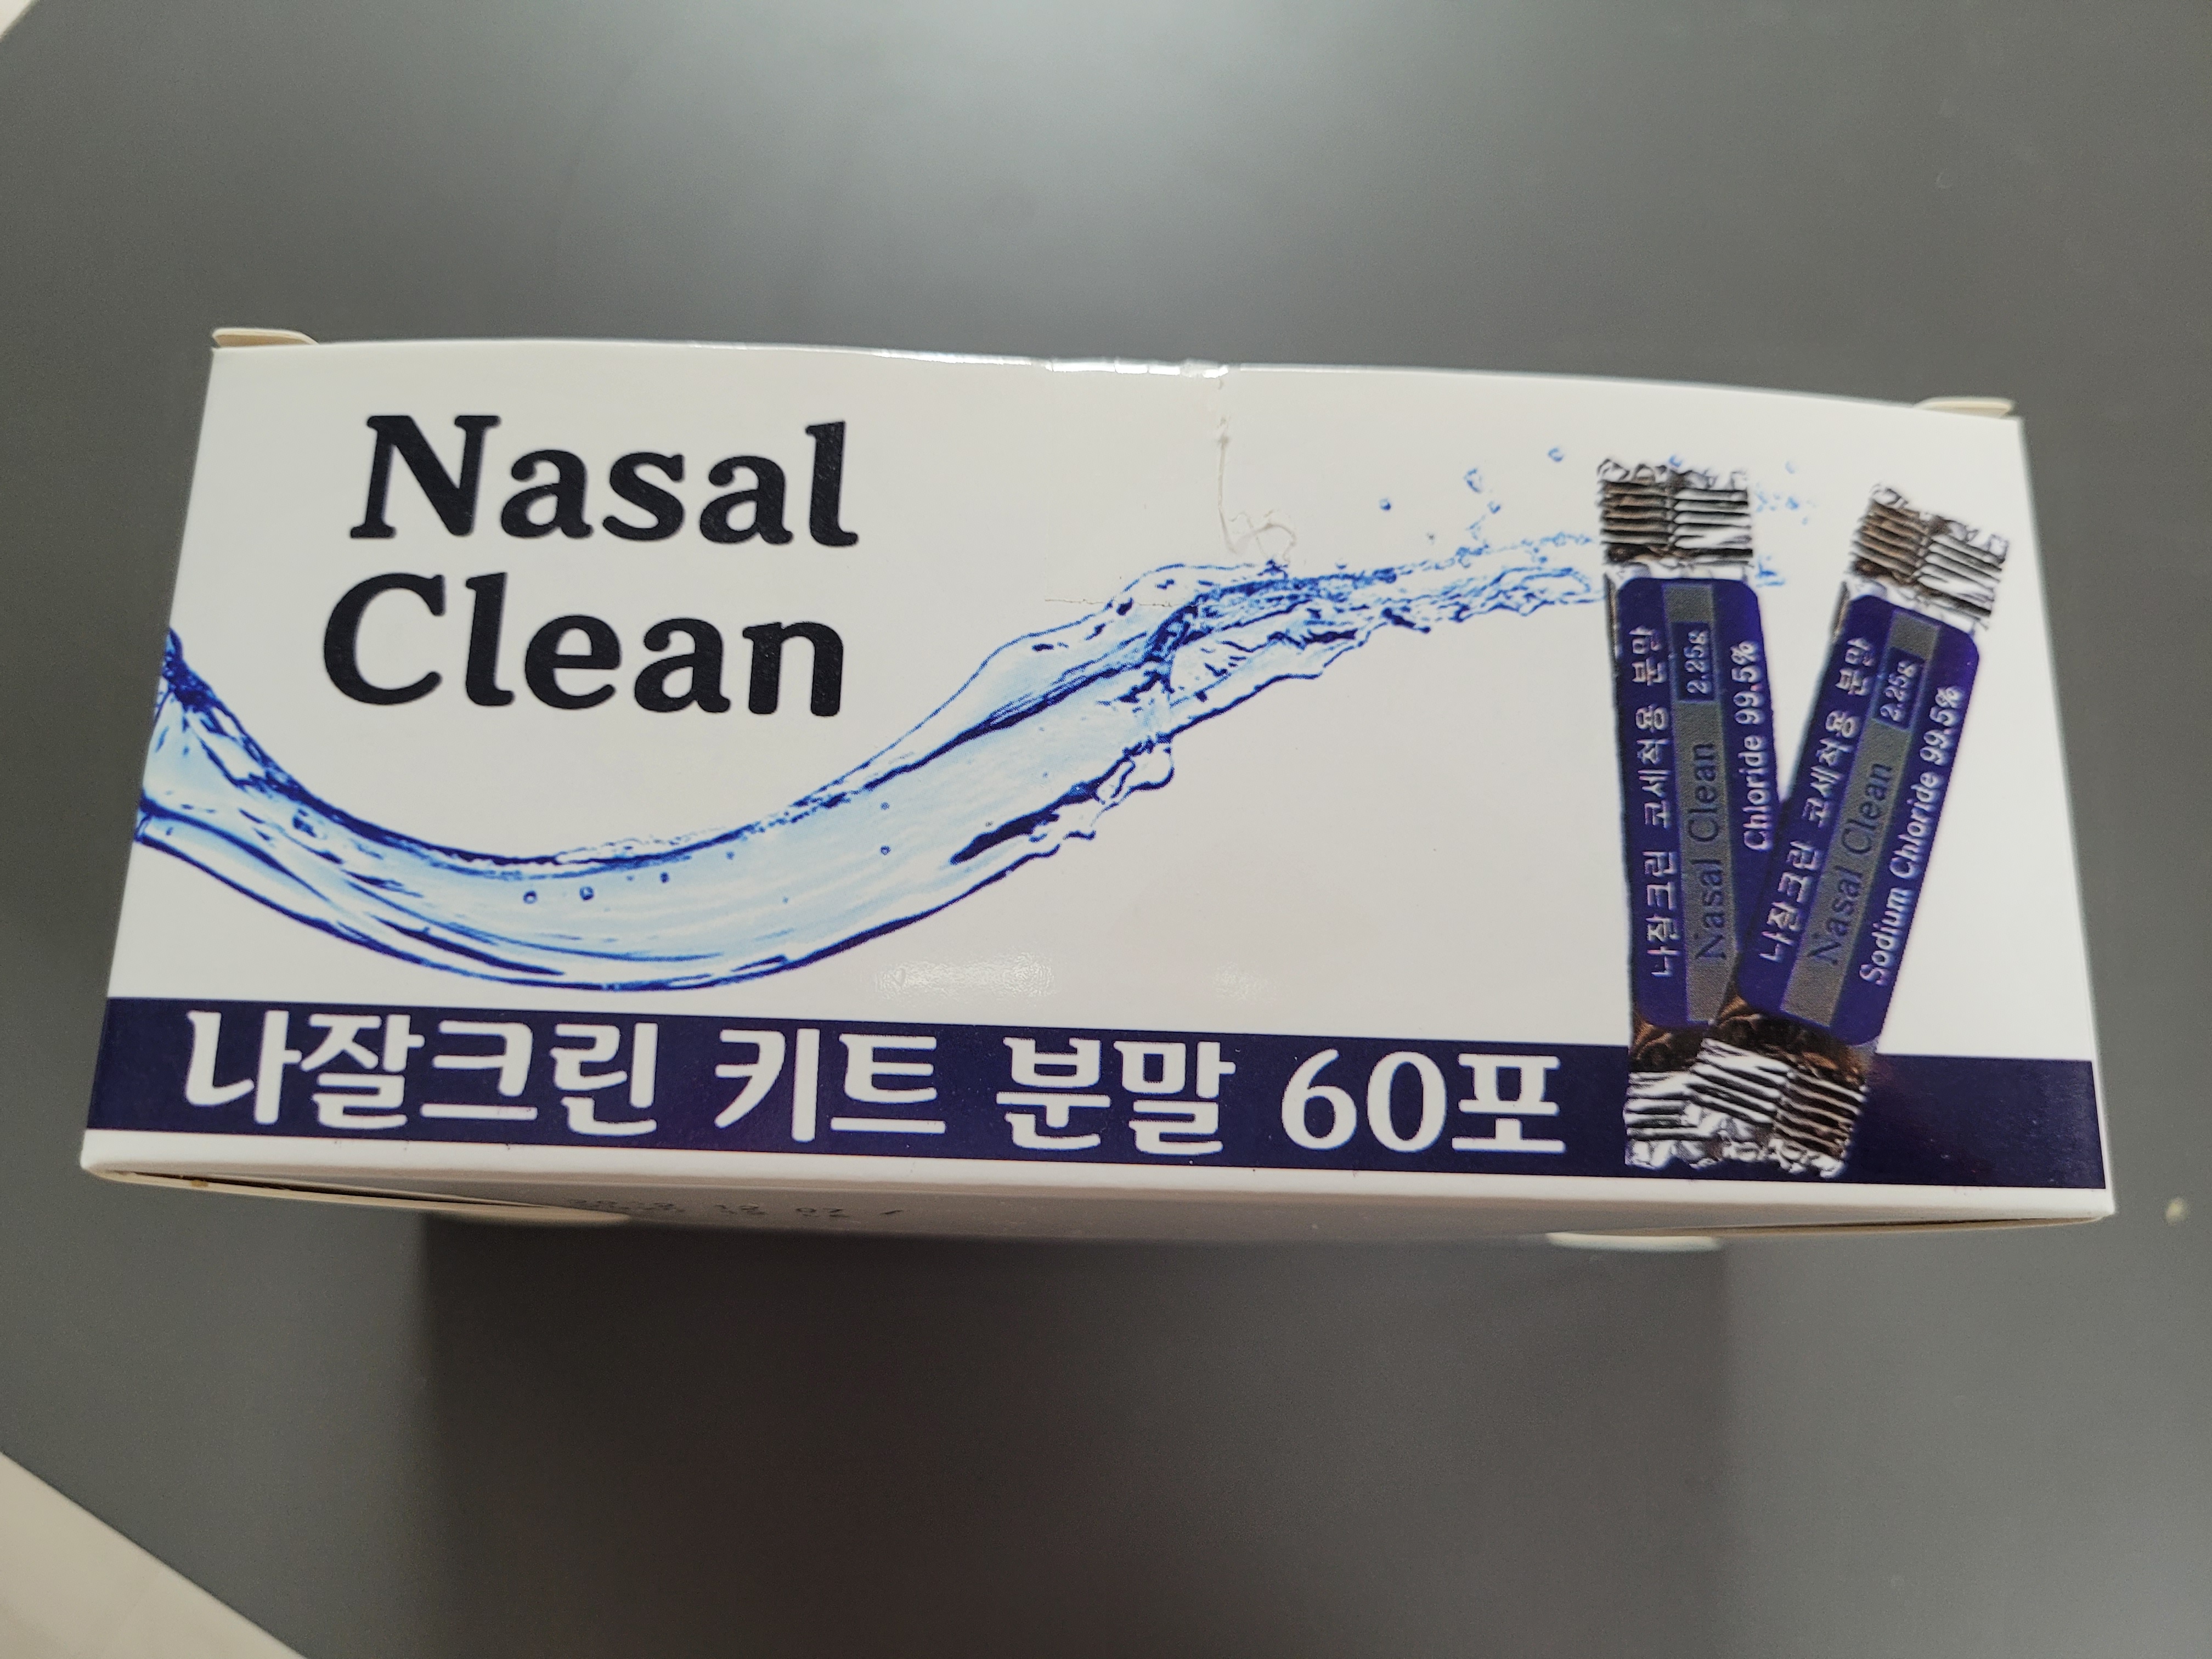 Nasal
Clean
나잘크린 키트 분말 60포
나잘크린 코세척용 분말
Nasal Clean 2.25g
Chloride 99.5%
나잘크린 코세척용 분말
Nasal Clean 2.25g
Sodium Chloride 99.5%